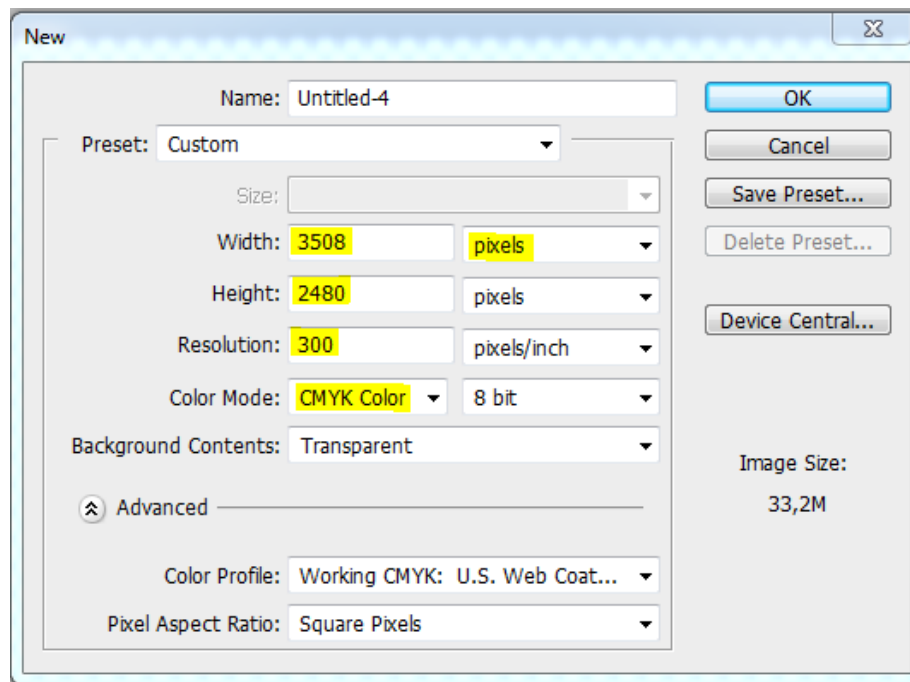 New
Name: Untitled-4
OK
Preset: Custom
Cancel
Size:
Save Preset...
Width: 3508 pixels
Delete Preset...
Height: 2480 pixels
Device Central...
Resolution: 300 pixels/inch
Color Mode: CMYK Color 8 bit
Background Contents: Transparent
Image Size:
33,2M
Advanced
Color Profile: Working CMYK: U.S. Web Coat...
Pixel Aspect Ratio: Square Pixels